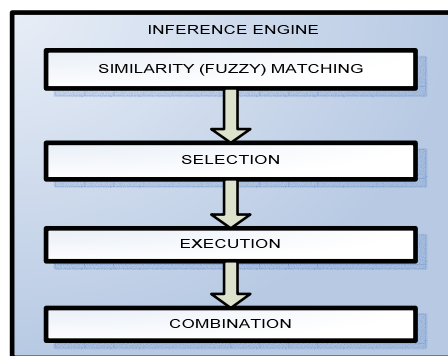 INFERENCE ENGINE
SIMILARITY (FUZZY) MATCHING
SELECTION
EXECUTION
COMBINATION